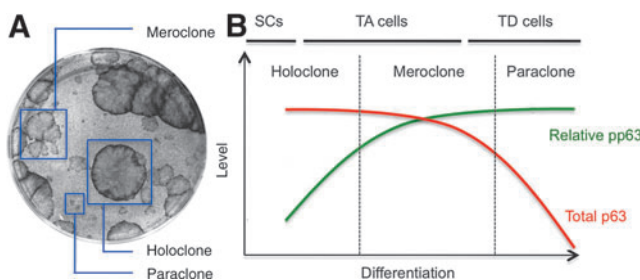 A
Meroclone
Holoclone
Paraclone
B
SCs TA cells TD cells
Holoclone Meroclone Paraclone
Level
Relative pp63
Total p63
Differentiation